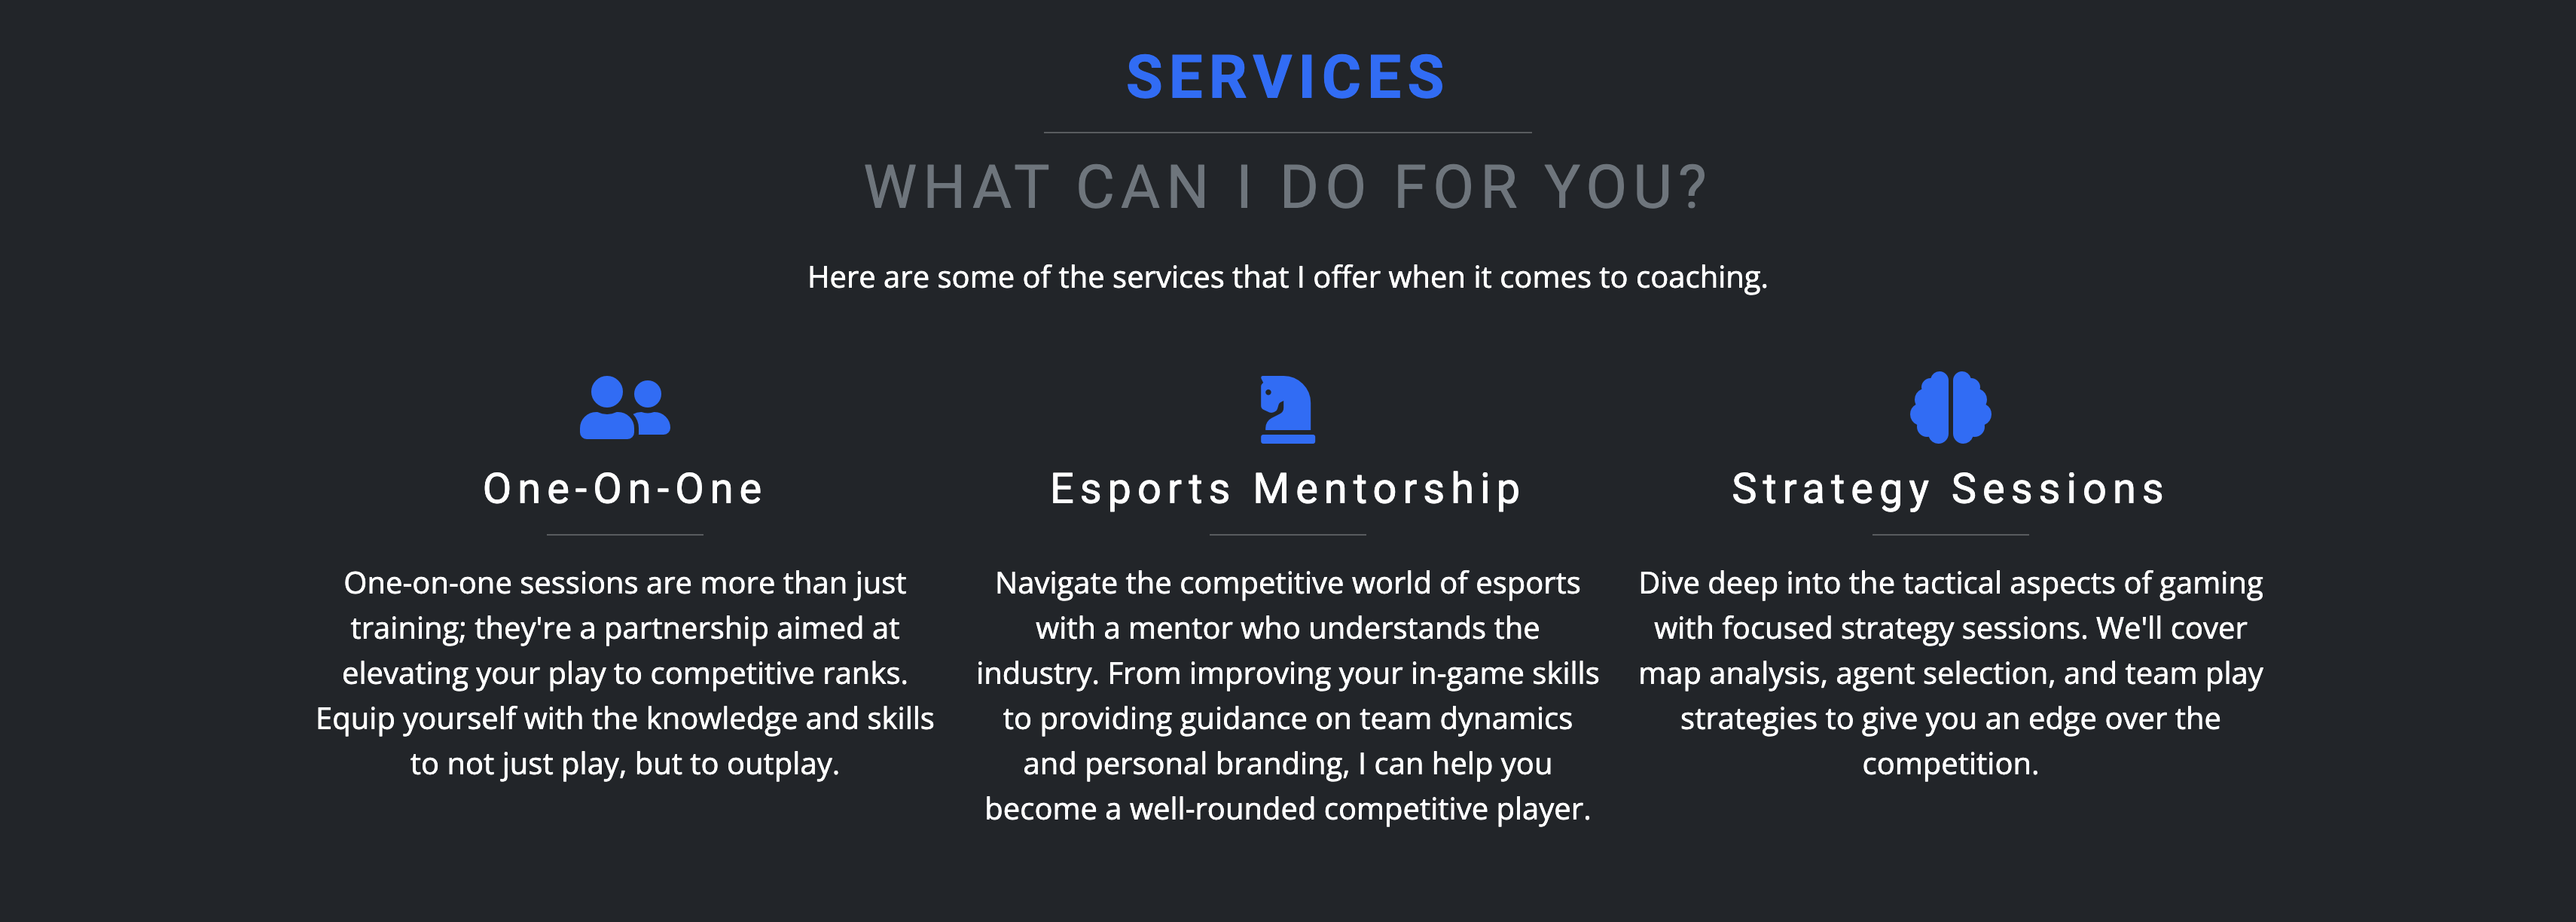 SERVICES
WHAT CAN I DO FOR YOU?
Here are some of the services that I offer when it comes to coaching.
One-On-One
One-on-one sessions are more than just
training; they're a partnership aimed at
elevating your play to competitive ranks.
Equip yourself with the knowledge and skills
to not just play, but to outplay.
Esports Mentorship
Navigate the competitive world of esports
with a mentor who understands the
industry. From improving your in-game skills
to providing guidance on team dynamics
and personal branding, I can help you
become a well-rounded competitive player.
Strategy Sessions
Dive deep into the tactical aspects of gaming
with focused strategy sessions. We'll cover
map analysis, agent selection, and team play
strategies to give you an edge over the
competition.